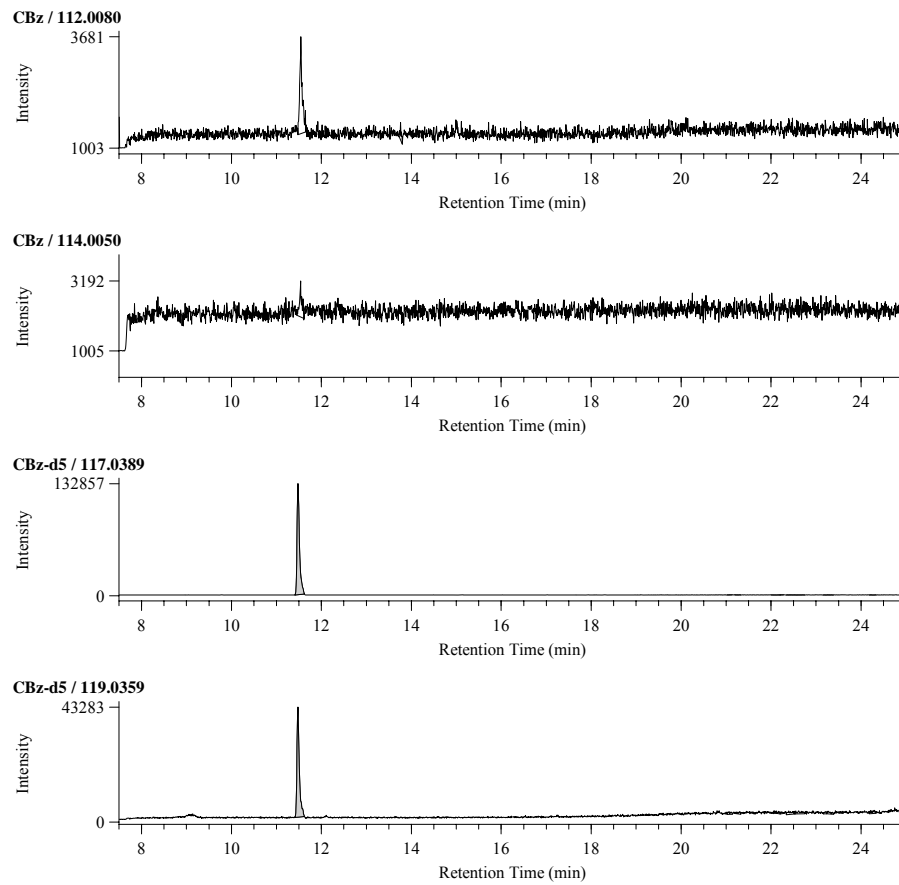 CBz / 112.0080
3681
Intensity
1003
8 10 12 14 16 18 20 22 24
Retention Time (min)
CBz / 114.0050
3192
Intensity
1005
8 10 12 14 16 18 20 22 24
Retention Time (min)
CBz-d5 / 117.0389
132857
Intensity
0
8 10 12 14 16 18 20 22 24
Retention Time (min)
CBz-d5 / 119.0359
43283
Intensity
0
8 10 12 14 16 18 20 22 24
Retention Time (min)